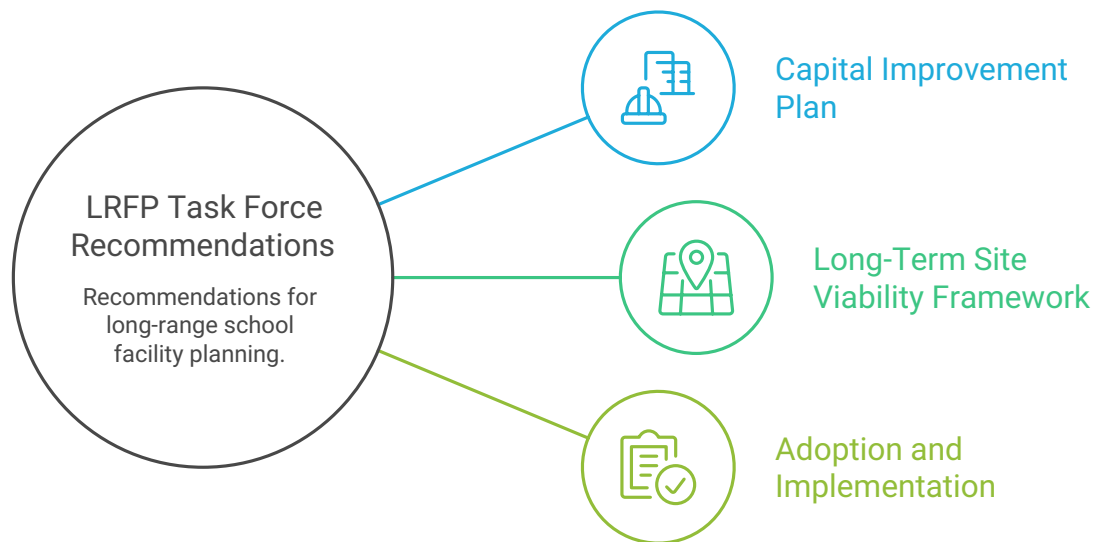 LRFP Task Force
Recommendations
Recommendations for
long-range school
facility planning.
Capital Improvement
Plan
Long-Term Site
Viability Framework
Adoption and
Implementation